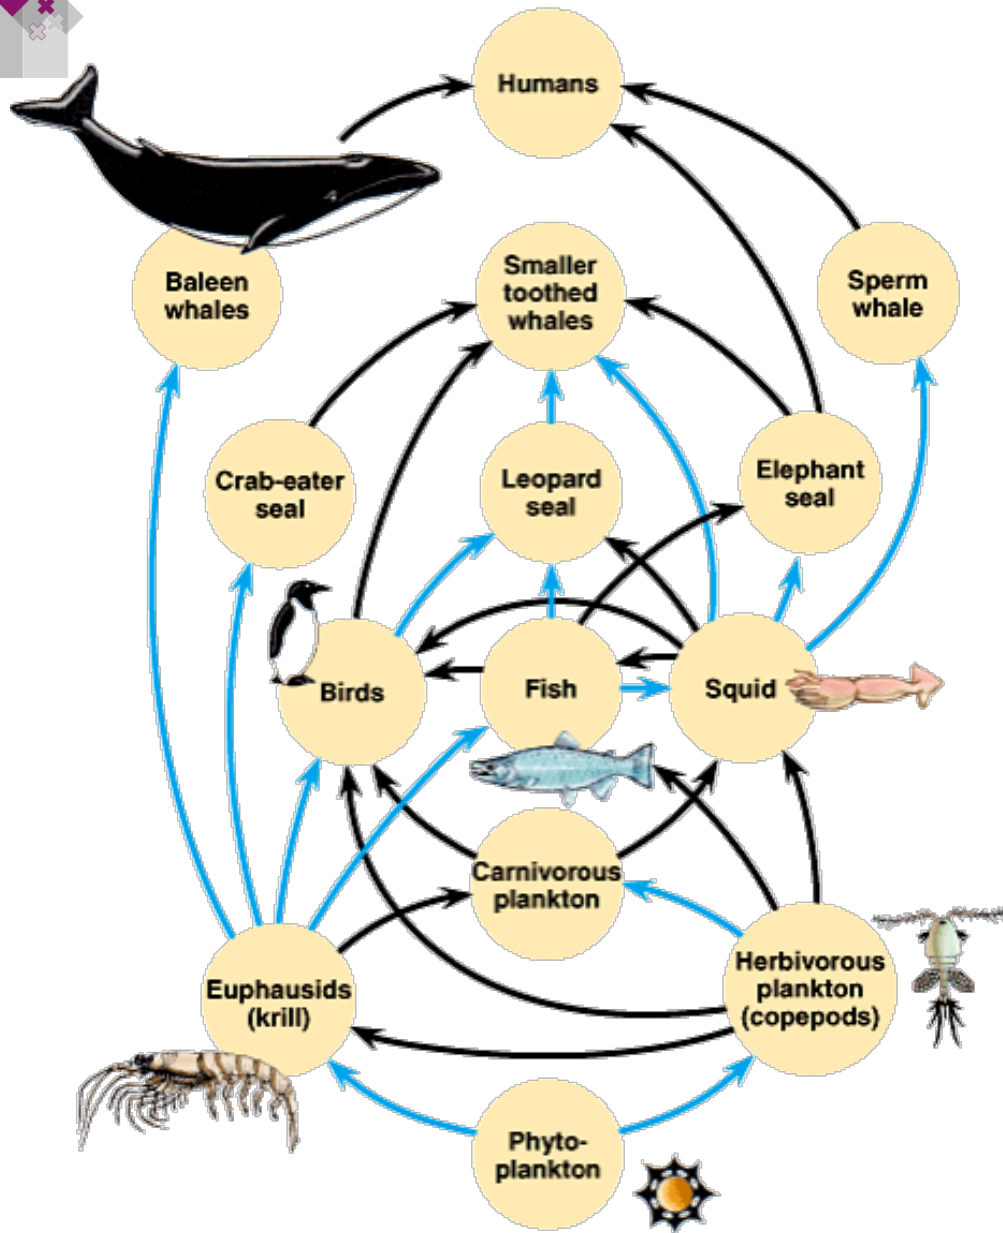 Humans
Smaller
toothed
whales
Baleen
whales
Sperm
whale
Crab-eater
seal
Leopard
seal
Elephant
seal
Birds
Fish
Squid
Carnivorous
plankton
Euphausids
(krill)
Herbivorous
plankton
(copepods)
Phyto-
plankton